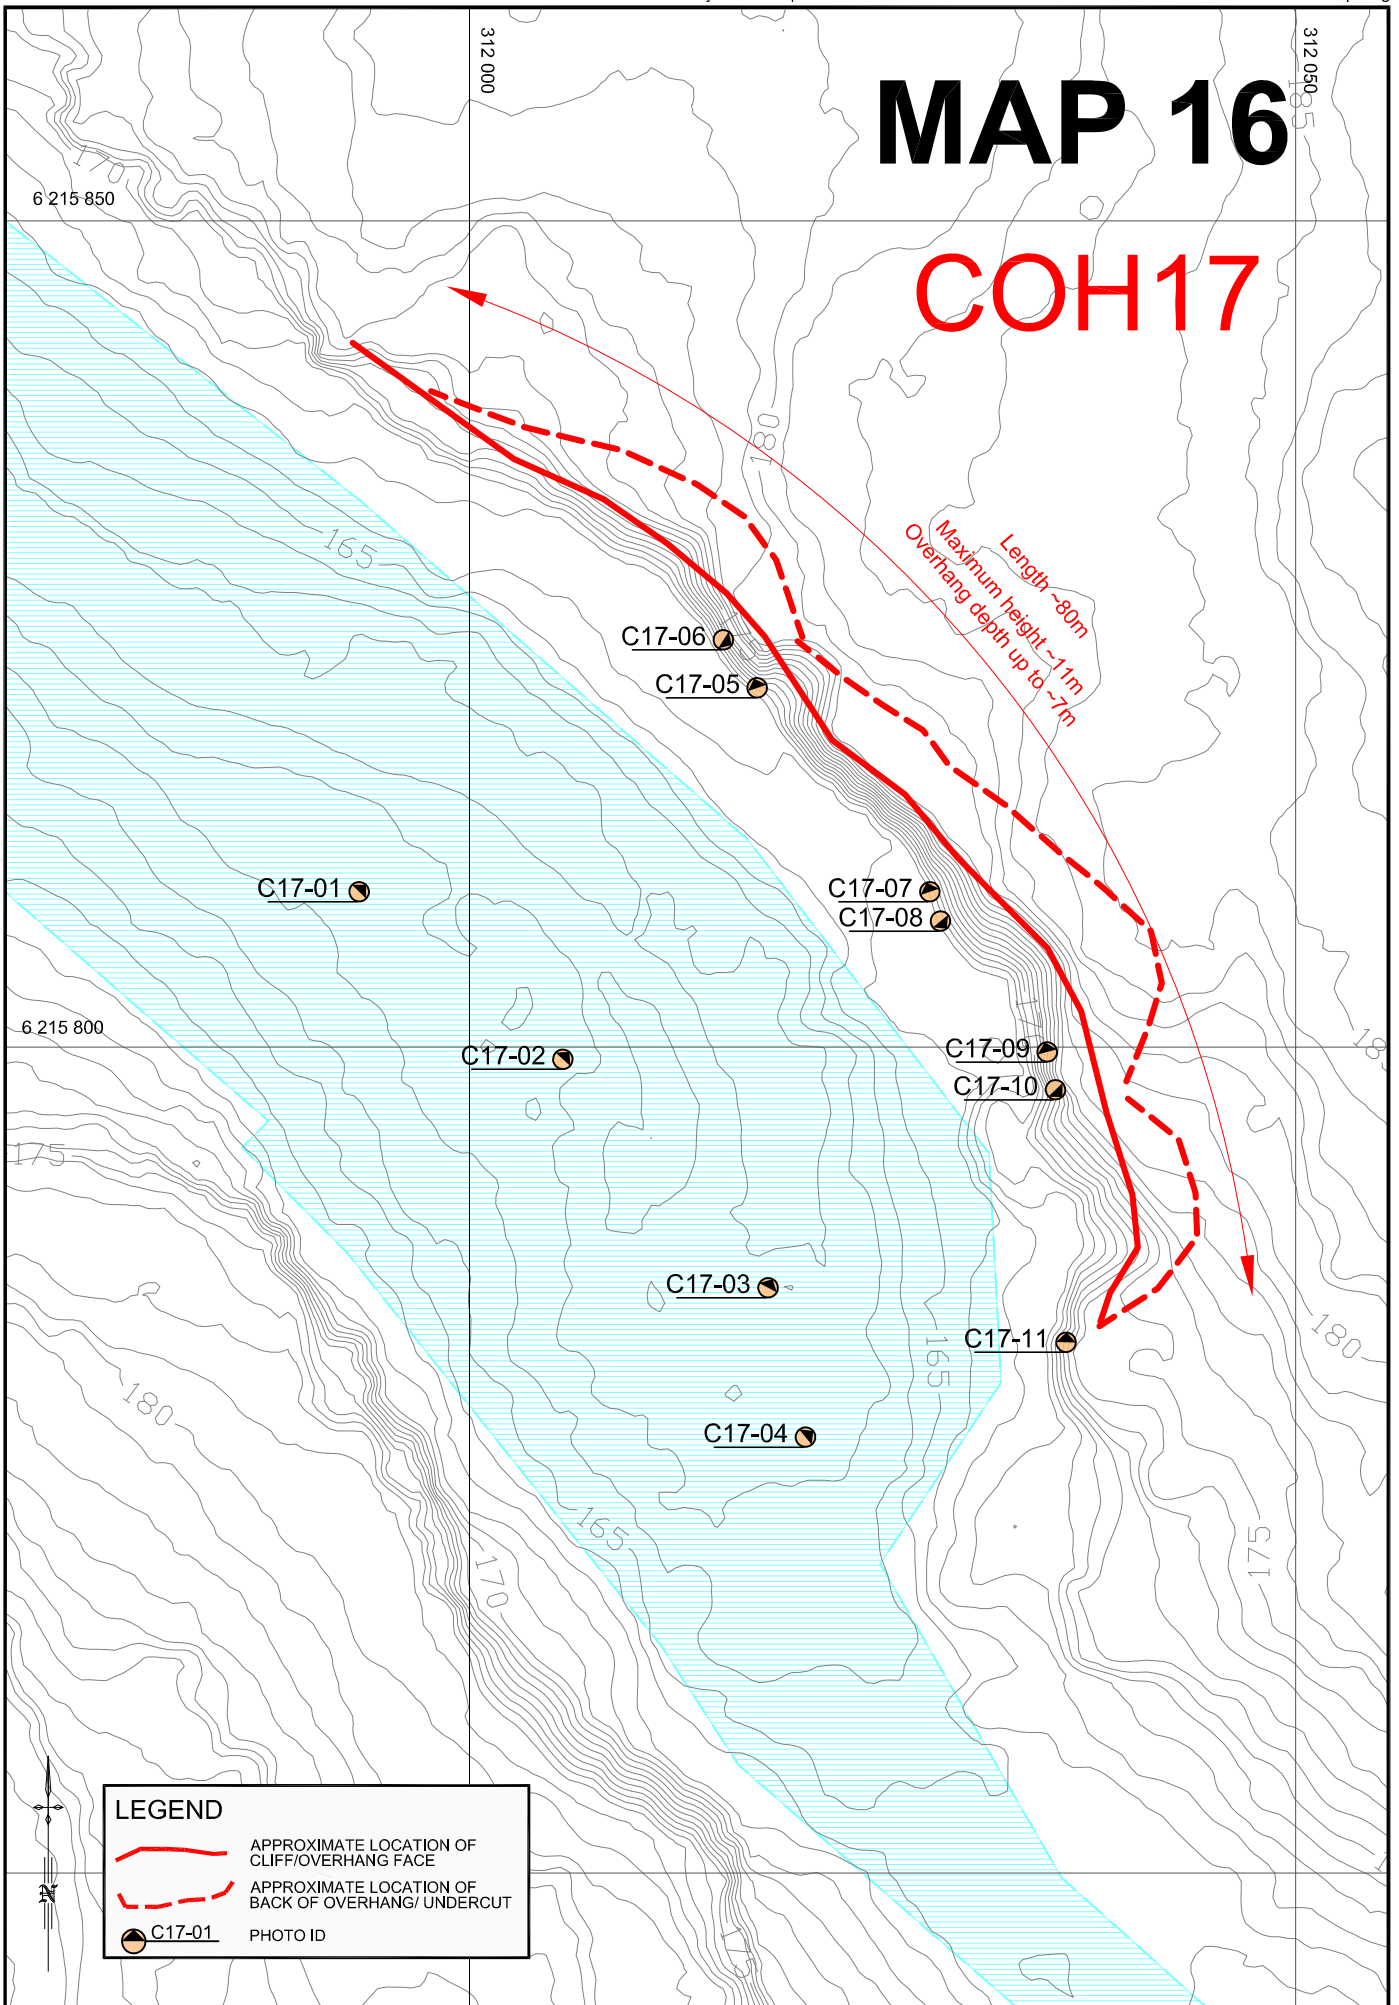 312 000
312 050
MAP 16
185
170
6 215 850
COH17
180
165
Length ~80m
Maximum height ~11m
Overhang depth up to ~7m
C17-06
C17-05
C17-01
C17-07
C17-08
6 215 800
C17-02
C17-09
C17-10
175
C17-03
180
C17-11
165
180
C17-04
165
175
170
LEGEND
APPROXIMATE LOCATION OF
CLIFF/OVERHANG FACE
APPROXIMATE LOCATION OF
BACK OF OVERHANG/ UNDERCUT
C17-01 PHOTO ID
N
175